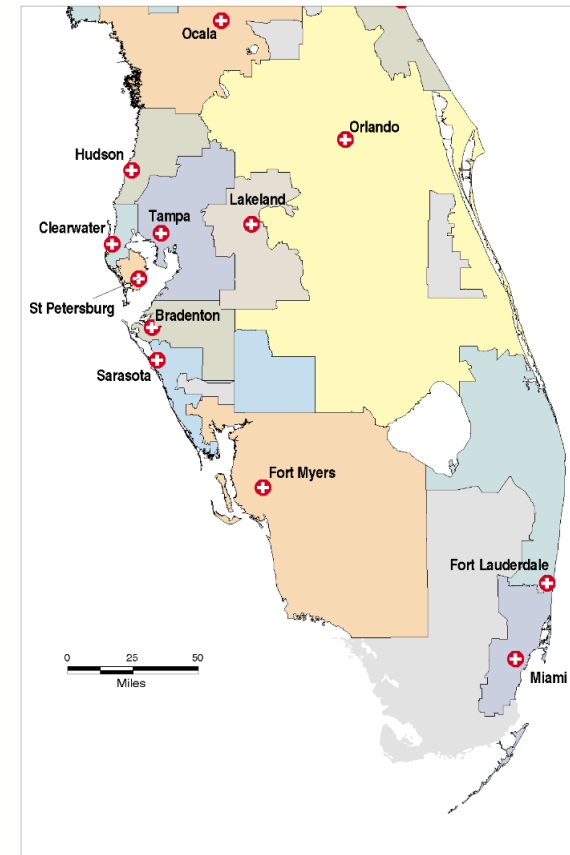 Ocala
Orlando
Hudson
Lakeland
Tampa
Clearwater
St Petersburg
Bradenton
Sarasota
Fort Myers
Fort Lauderdale
0 25 50
Miles
Miami